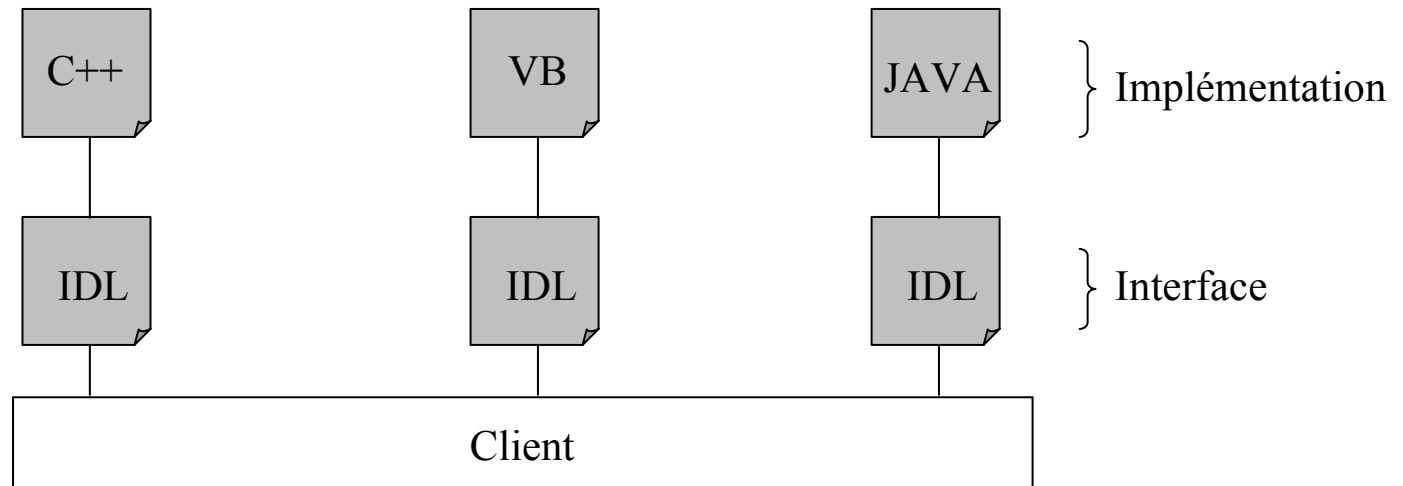 C++
VB
JAVA
Implémentation
IDL
IDL
IDL
Interface
Client